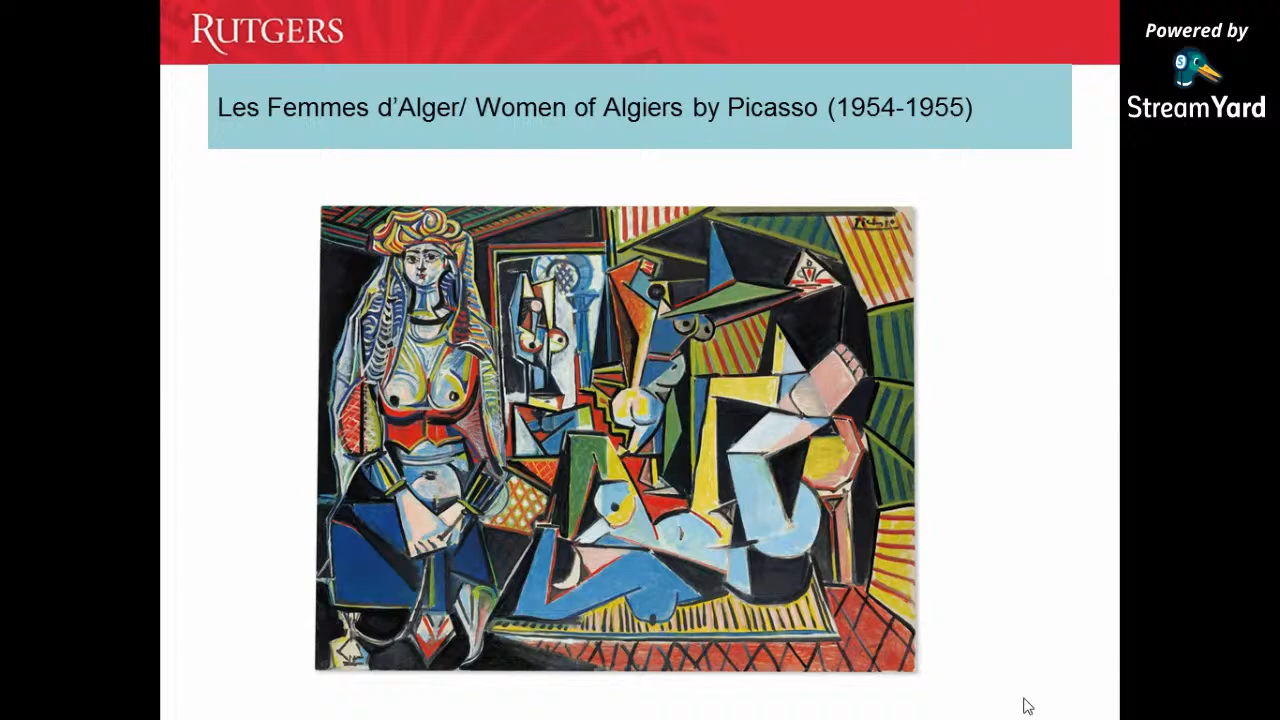 RUTGERS
Powered by
StreamYard
Les Femmes d’Alger/ Women of Algiers by Picasso (1954-1955)